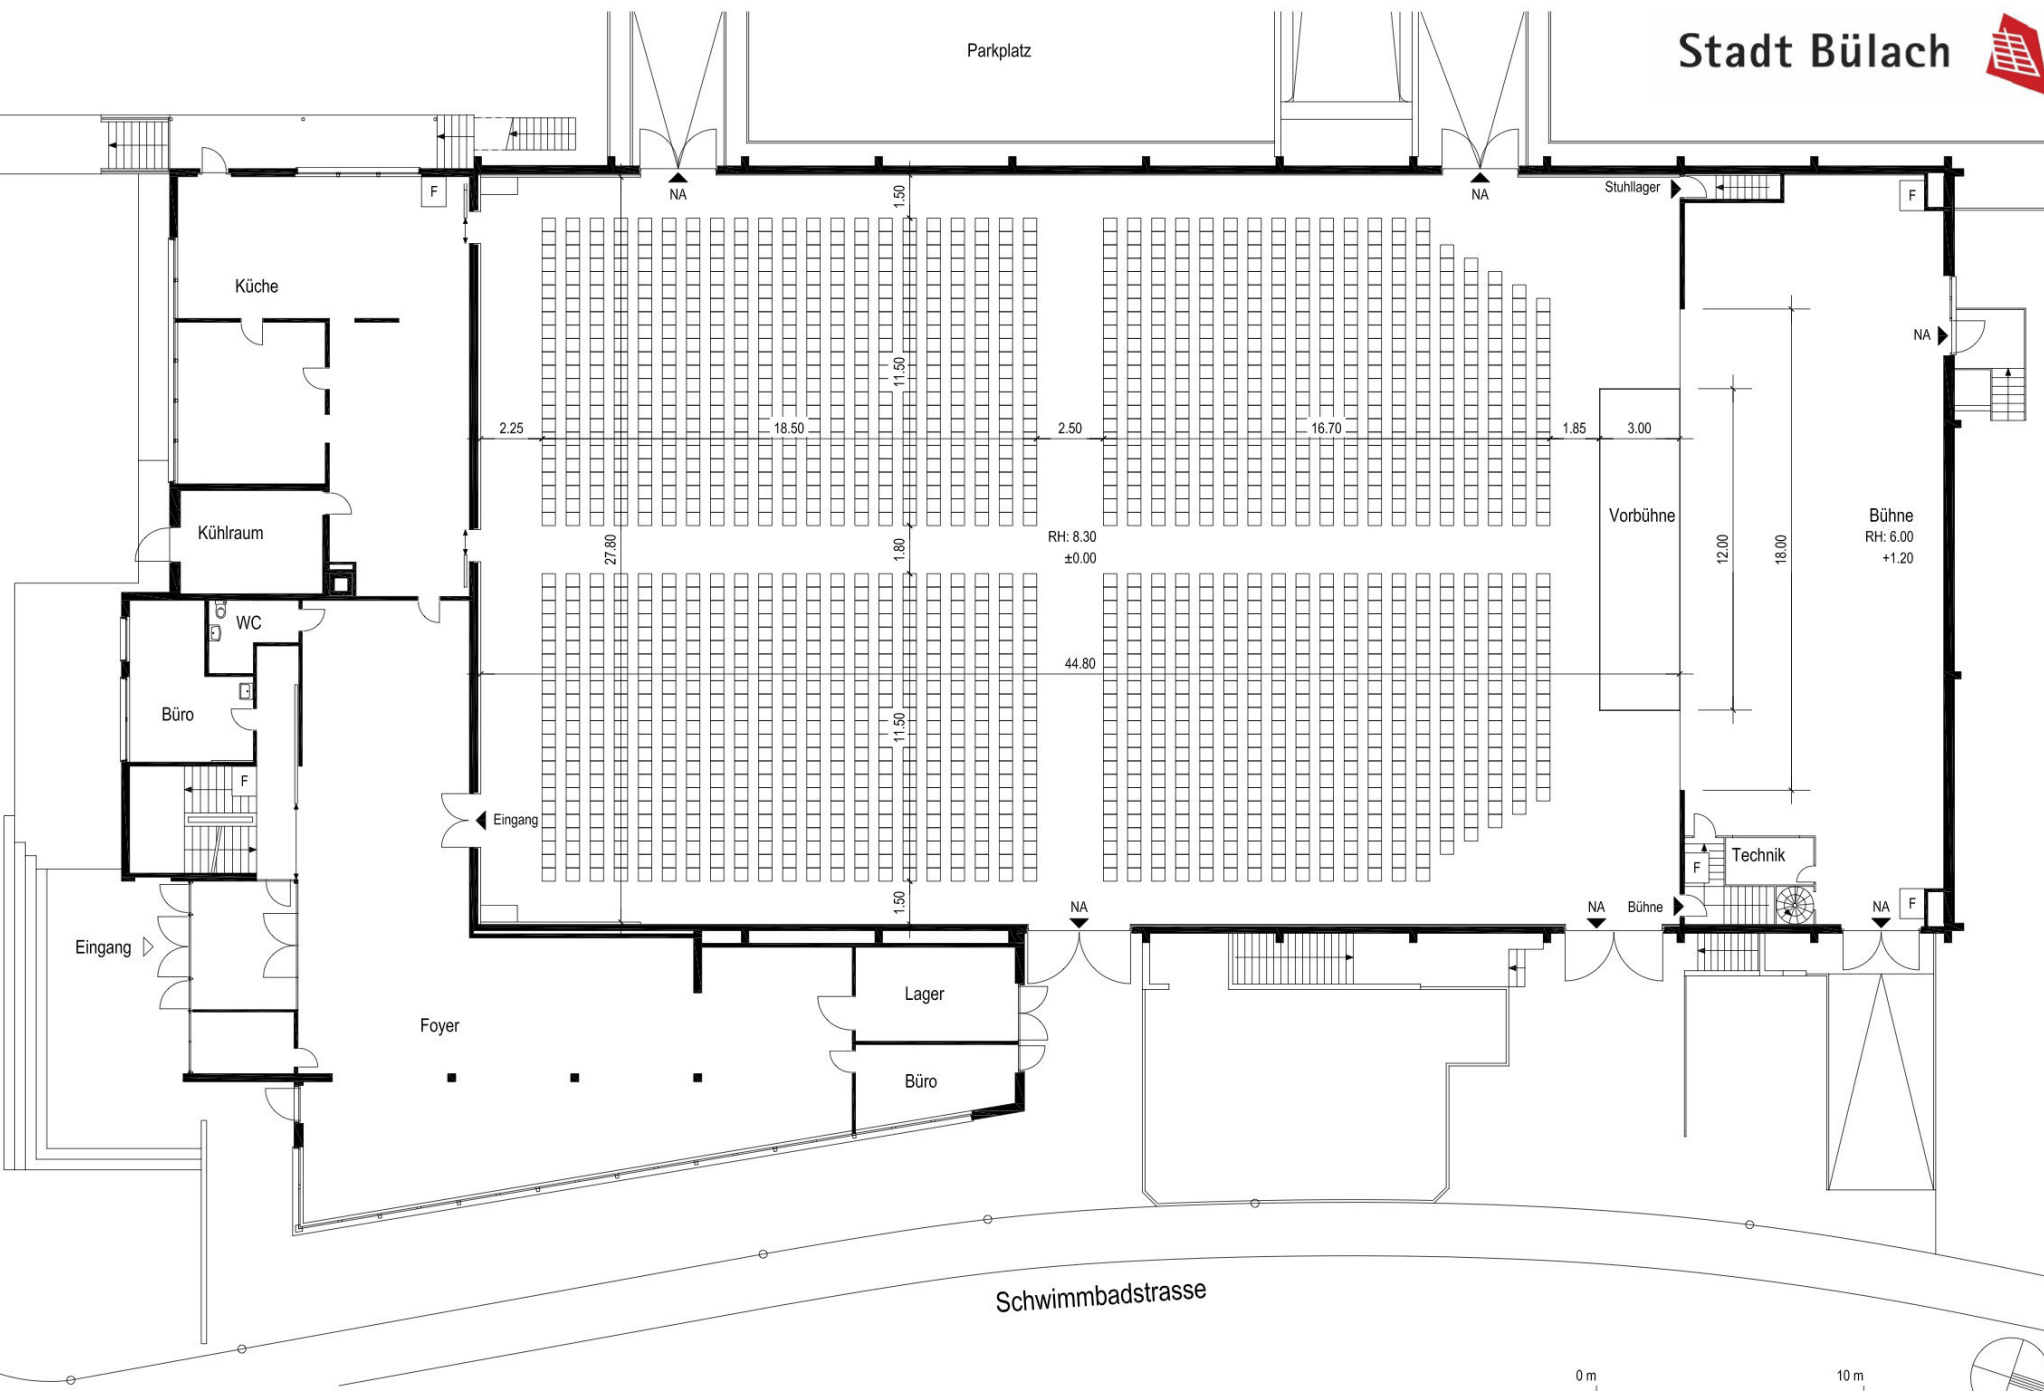 Stadt Bülach
Parkplatz
NA
NA
Stuhllager
F
F
1.50
Küche
NA
11.50
2.25
18.50
2.50
16.70
1.85
3.00
Kühlraum
Vorbühne
Bühne
RH: 8.30
RH: 6.00
±0.00
+1.20
27.80
1.80
12.00
18.00
WC
44.80
Büro
11.50
F
Eingang
Technik
F
1.50
NA
NA
Bühne
NA
F
Eingang
Lager
Foyer
Büro
Schwimmbadstrasse
0 m
10 m